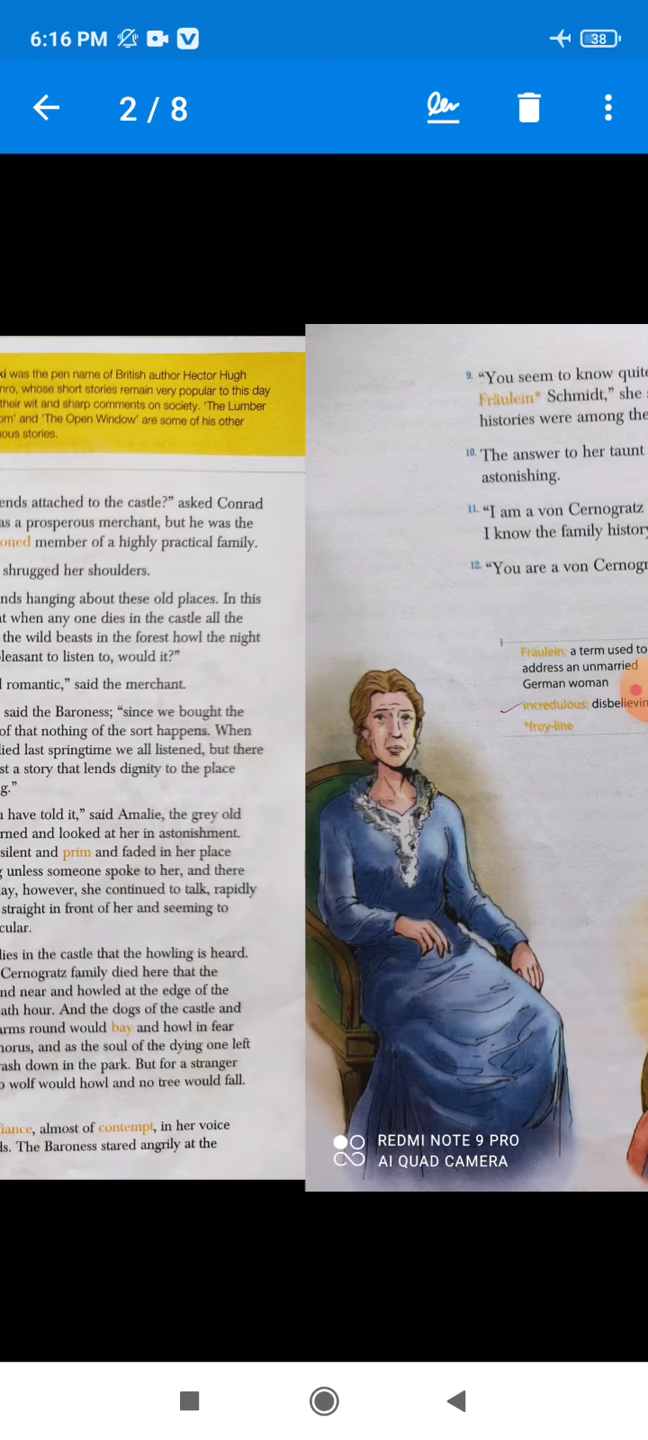 6:16 PM
38
2 / 8
ki was the pen name of British author Hector Hugh
nro, whose short stories remain very popular to this day
their wit and sharp comments on society. 'The Lumber
om' and 'The Open Window' are some of his other
ous stories.
ends attached to the castle?" asked Conrad
as a prosperous merchant, but he was the
oned member of a highly practical family.
shrugged her shoulders.
nds hanging about these old places. In this
at when any one dies in the castle all the
the wild beasts in the forest howl the night
leasant to listen to, would it?"
l romantic," said the merchant.
said the Baroness; "since we bought the
of that nothing of the sort happens. When
lied last springtime we all listened, but there
st a story that lends dignity to the place
g."
u have told it," said Amalie, the grey old
rned and looked at her in astonishment.
silent and prim and faded in her place
g unless someone spoke to her, and there
lay, however, she continued to talk, rapidly
straight in front of her and seeming to
cular.
lies in the castle that the howling is heard.
Cernogratz family died here that the
nd near and howled at the edge of the
ath hour. And the dogs of the castle and
arms round would bay and howl in fear
horus, and as the soul of the dying one left
rash down in the park. But for a stranger
o wolf would howl and no tree would fall.
iance, almost of contempt, in her voice
ls. The Baroness stared angrily at the
9. "You seem to know quite
Fräulein* Schmidt," she
histories were among the
10. The answer to her taunt
astonishing.
11. "I am a von Cernogratz
I know the family history
12. "You are a von Cernogr
Fräulein: a term used to
address an unmarried
German woman
incredulous: disbelievin
*froy-line
REDMI NOTE 9 PRO
AI QUAD CAMERA